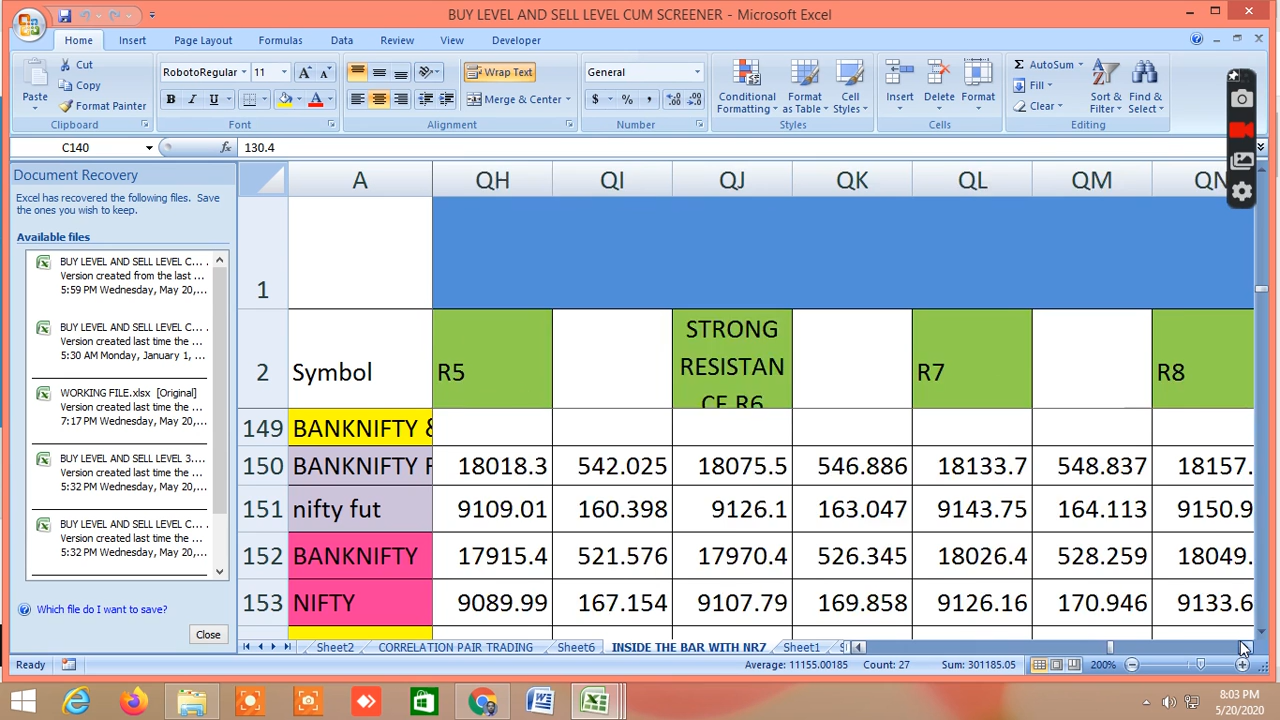 BUY LEVEL AND SELL LEVEL CUM SCREENER - Microsoft Excel
Home Insert Page Layout Formulas Data Review View Developer
Paste
Cut
Copy
Format Painter
Clipboard
RobotoRegular 11
B I U
Font
Wrap Text
Merge & Center
Alignment
General
$ % ,
Number
Conditional Formatting
Format as Table
Cell Styles
Styles
Insert Delete Format
Cells
Σ AutoSum
Fill
Clear
Sort & Filter
Find & Select
Editing
C140 fx 130.4
Document Recovery
Excel has recovered the following files. Save
the ones you wish to keep.
Available files
BUY LEVEL AND SELL LEVEL C...
Version created from the last ...
5:59 PM Wednesday, May 20,...
BUY LEVEL AND SELL LEVEL C...
Version created last time the ...
5:30 AM Monday, January 1, ...
WORKING FILE.xlsx [Original]
Version created last time the ...
7:17 PM Wednesday, May 20,...
BUY LEVEL AND SELL LEVEL 3....
Version created last time the ...
5:32 PM Wednesday, May 20,...
BUY LEVEL AND SELL LEVEL C...
Version created last time the ...
5:32 PM Wednesday, May 20,...
Which file do I want to save?
Close
A QH QI QJ QK QL QM QN
1
2 Symbol R5 STRONG RESISTANCE R6 R7 R8
149 BANKNIFTY &
150 BANKNIFTY F 18018.3 542.025 18075.5 546.886 18133.7 548.837 18157.
151 nifty fut 9109.01 160.398 9126.1 163.047 9143.75 164.113 9150.9
152 BANKNIFTY 17915.4 521.576 17970.4 526.345 18026.4 528.259 18049.
153 NIFTY 9089.99 167.154 9107.79 169.858 9126.16 170.946 9133.6
Sheet2 CORRELATION PAIR TRADING Sheet6 INSIDE THE BAR WITH NR7 Sheet1
Ready Average: 11155.00185 Count: 27 Sum: 301185.05 200%
8:03 PM
5/20/2020